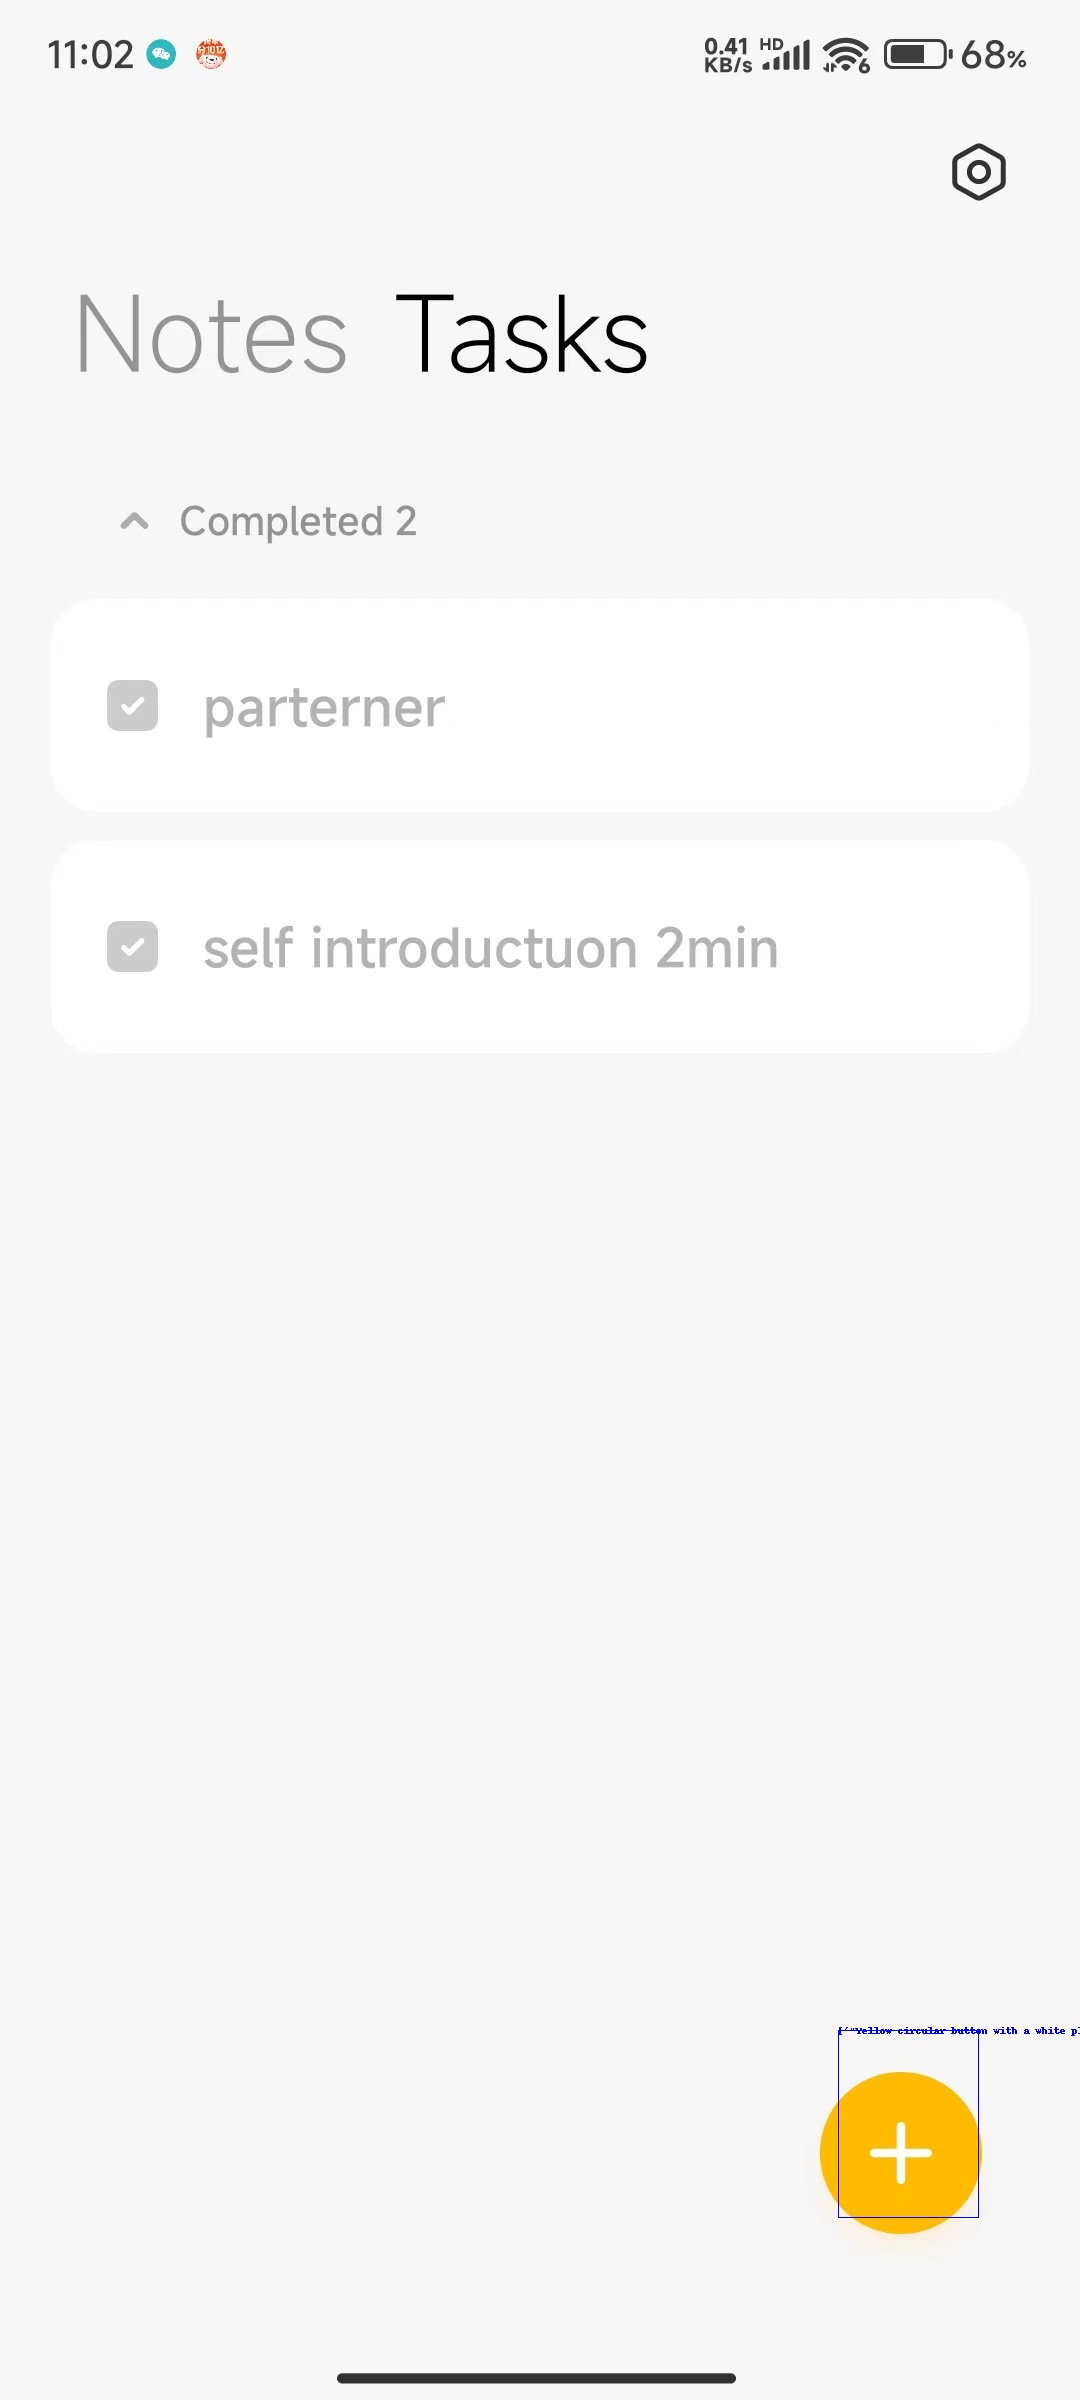 11:02 0.41 KB/s HD 6 68%
Notes Tasks
Completed 2
parterner
self introductuon 2min
"Yellow circular button with a white